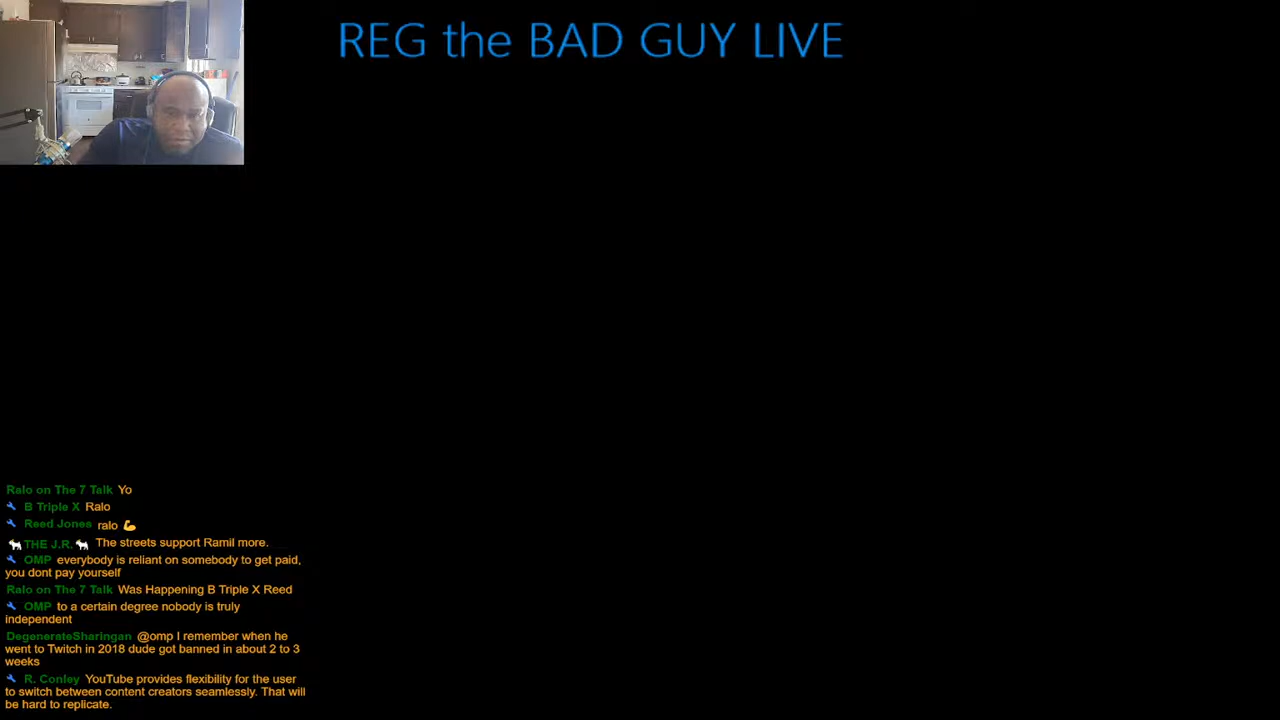 REG the BAD GUY LIVE
Ralo on The 7 Talk Yo
B Triple X Ralo
Reed Jones ralo 💪
🐐THE J.R.🐐 The streets support Ramil more.
OMP everybody is reliant on somebody to get paid,
you dont pay yourself
Ralo on The 7 Talk Was Happening B Triple X Reed
OMP to a certain degree nobody is truly
independent
DegenerateSharingan @omp I remember when he
went to Twitch in 2018 dude got banned in about 2 to 3
weeks
R. Conley YouTube provides flexibility for the user
to switch between content creators seamlessly. That will
be hard to replicate.